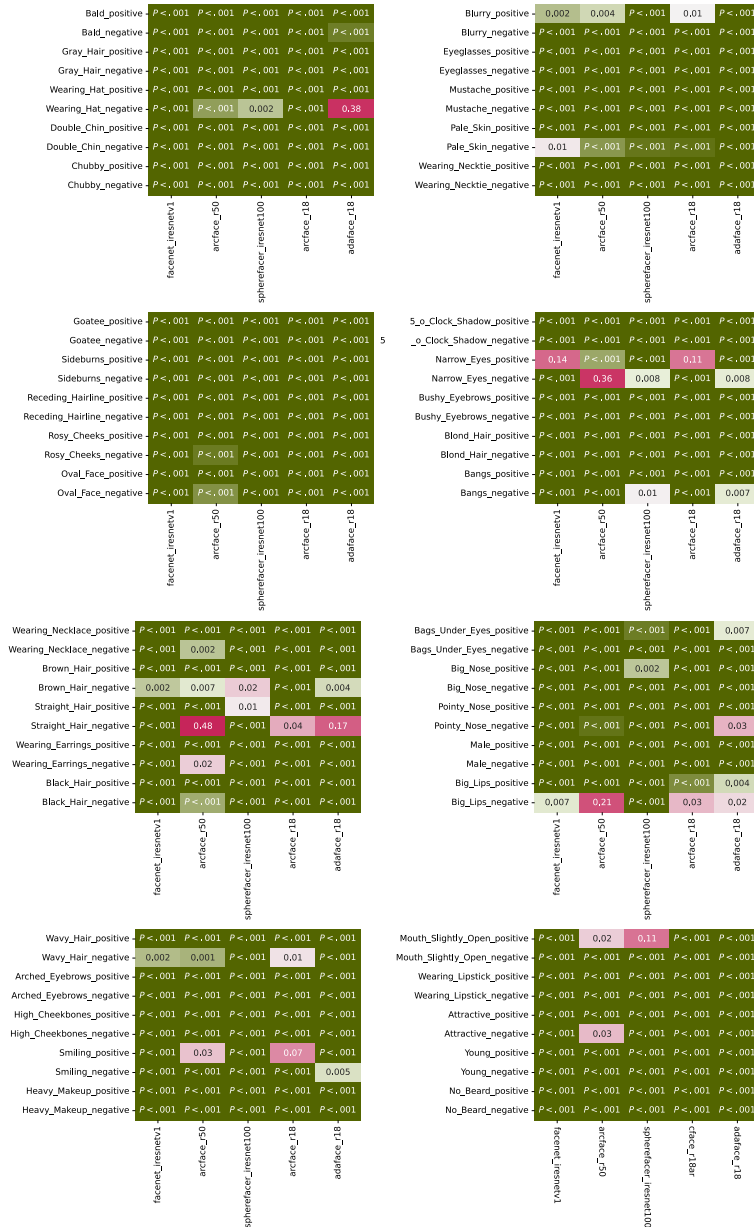 Bald_positive P<.001 P<.001 P<.001 P<.001 P<.001
Bald_negative P<.001 P<.001 P<.001 P<.001 P<.001
Gray_Hair_positive P<.001 P<.001 P<.001 P<.001 P<.001
Gray_Hair_negative P<.001 P<.001 P<.001 P<.001 P<.001
Wearing_Hat_positive P<.001 P<.001 P<.001 P<.001 P<.001
Wearing_Hat_negative P<.001 P<.001 0.002 P<.001 0.38
Double_Chin_positive P<.001 P<.001 P<.001 P<.001 P<.001
Double_Chin_negative P<.001 P<.001 P<.001 P<.001 P<.001
Chubby_positive P<.001 P<.001 P<.001 P<.001 P<.001
Chubby_negative P<.001 P<.001 P<.001 P<.001 P<.001
facenet_iresnetv1
arcface_r50
spherefacer_iresnet100
arcface_r18
adaface_r18
Blurry_positive 0.002 0.004 P<.001 0.01 P<.001
Blurry_negative P<.001 P<.001 P<.001 P<.001 P<.001
Eyeglasses_positive P<.001 P<.001 P<.001 P<.001 P<.001
Eyeglasses_negative P<.001 P<.001 P<.001 P<.001 P<.001
Mustache_positive P<.001 P<.001 P<.001 P<.001 P<.001
Mustache_negative P<.001 P<.001 P<.001 P<.001 P<.001
Pale_Skin_positive P<.001 P<.001 P<.001 P<.001 P<.001
Pale_Skin_negative 0.01 P<.001 P<.001 P<.001 P<.001
Wearing_Necktie_positive P<.001 P<.001 P<.001 P<.001 P<.001
Wearing_Necktie_negative P<.001 P<.001 P<.001 P<.001 P<.001
facenet_iresnetv1
arcface_r50
spherefacer_iresnet100
arcface_r18
adaface_r18
Goatee_positive P<.001 P<.001 P<.001 P<.001 P<.001
Goatee_negative P<.001 P<.001 P<.001 P<.001 P<.001
Sideburns_positive P<.001 P<.001 P<.001 P<.001 P<.001
Sideburns_negative P<.001 P<.001 P<.001 P<.001 P<.001
Receding_Hairline_positive P<.001 P<.001 P<.001 P<.001 P<.001
Receding_Hairline_negative P<.001 P<.001 P<.001 P<.001 P<.001
Rosy_Cheeks_positive P<.001 P<.001 P<.001 P<.001 P<.001
Rosy_Cheeks_negative P<.001 P<.001 P<.001 P<.001 P<.001
Oval_Face_positive P<.001 P<.001 P<.001 P<.001 P<.001
Oval_Face_negative P<.001 P<.001 P<.001 P<.001 P<.001
facenet_iresnetv1
arcface_r50
spherefacer_iresnet100
arcface_r18
adaface_r18
5_o_Clock_Shadow_positive P<.001 P<.001 P<.001 P<.001 P<.001
5 _o_Clock_Shadow_negative P<.001 P<.001 P<.001 P<.001 P<.001
Narrow_Eyes_positive 0.14 P<.001 P<.001 0.11 P<.001
Narrow_Eyes_negative P<.001 0.36 0.008 P<.001 0.008
Bushy_Eyebrows_positive P<.001 P<.001 P<.001 P<.001 P<.001
Bushy_Eyebrows_negative P<.001 P<.001 P<.001 P<.001 P<.001
Blond_Hair_positive P<.001 P<.001 P<.001 P<.001 P<.001
Blond_Hair_negative P<.001 P<.001 P<.001 P<.001 P<.001
Bangs_positive P<.001 P<.001 P<.001 P<.001 P<.001
Bangs_negative P<.001 P<.001 0.01 P<.001 0.007
facenet_iresnetv1
arcface_r50
spherefacer_iresnet100
arcface_r18
adaface_r18
Wearing_Necklace_positive P<.001 P<.001 P<.001 P<.001 P<.001
Wearing_Necklace_negative P<.001 0.002 P<.001 P<.001 P<.001
Brown_Hair_positive P<.001 P<.001 P<.001 P<.001 P<.001
Brown_Hair_negative 0.002 0.007 0.02 P<.001 0.004
Straight_Hair_positive P<.001 P<.001 0.01 P<.001 P<.001
Straight_Hair_negative P<.001 0.48 P<.001 0.04 0.17
Wearing_Earrings_positive P<.001 P<.001 P<.001 P<.001 P<.001
Wearing_Earrings_negative P<.001 0.02 P<.001 P<.001 P<.001
Black_Hair_positive P<.001 P<.001 P<.001 P<.001 P<.001
Black_Hair_negative P<.001 P<.001 P<.001 P<.001 P<.001
facenet_iresnetv1
arcface_r50
spherefacer_iresnet100
arcface_r18
adaface_r18
Bags_Under_Eyes_positive P<.001 P<.001 P<.001 P<.001 0.007
Bags_Under_Eyes_negative P<.001 P<.001 P<.001 P<.001 P<.001
Big_Nose_positive P<.001 P<.001 0.002 P<.001 P<.001
Big_Nose_negative P<.001 P<.001 P<.001 P<.001 P<.001
Pointy_Nose_positive P<.001 P<.001 P<.001 P<.001 P<.001
Pointy_Nose_negative P<.001 P<.001 P<.001 P<.001 0.03
Male_positive P<.001 P<.001 P<.001 P<.001 P<.001
Male_negative P<.001 P<.001 P<.001 P<.001 P<.001
Big_Lips_positive P<.001 P<.001 P<.001 P<.001 0.004
Big_Lips_negative 0.007 0.21 P<.001 0.03 0.02
facenet_iresnetv1
arcface_r50
spherefacer_iresnet100
arcface_r18
adaface_r18
Wavy_Hair_positive P<.001 P<.001 P<.001 P<.001 P<.001
Wavy_Hair_negative 0.002 0.001 P<.001 0.01 P<.001
Arched_Eyebrows_positive P<.001 P<.001 P<.001 P<.001 P<.001
Arched_Eyebrows_negative P<.001 P<.001 P<.001 P<.001 P<.001
High_Cheekbones_positive P<.001 P<.001 P<.001 P<.001 P<.001
High_Cheekbones_negative P<.001 P<.001 P<.001 P<.001 P<.001
Smiling_positive P<.001 0.03 P<.001 0.07 P<.001
Smiling_negative P<.001 P<.001 P<.001 P<.001 0.005
Heavy_Makeup_positive P<.001 P<.001 P<.001 P<.001 P<.001
Heavy_Makeup_negative P<.001 P<.001 P<.001 P<.001 P<.001
facenet_iresnetv1
arcface_r50
spherefacer_iresnet100
arcface_r18
adaface_r18
Mouth_Slightly_Open_positive P<.001 0.02 0.11 P<.001 P<.001
Mouth_Slightly_Open_negative P<.001 P<.001 P<.001 P<.001 P<.001
Wearing_Lipstick_positive P<.001 P<.001 P<.001 P<.001 P<.001
Wearing_Lipstick_negative P<.001 P<.001 P<.001 P<.001 P<.001
Attractive_positive P<.001 P<.001 P<.001 P<.001 P<.001
Attractive_negative P<.001 0.03 P<.001 P<.001 P<.001
Young_positive P<.001 P<.001 P<.001 P<.001 P<.001
Young_negative P<.001 P<.001 P<.001 P<.001 P<.001
No_Beard_positive P<.001 P<.001 P<.001 P<.001 P<.001
No_Beard_negative P<.001 P<.001 P<.001 P<.001 P<.001
facenet_iresnetv1
arcface_r50
spherefacer_iresnet100
cface_r18ar
adaface_r18